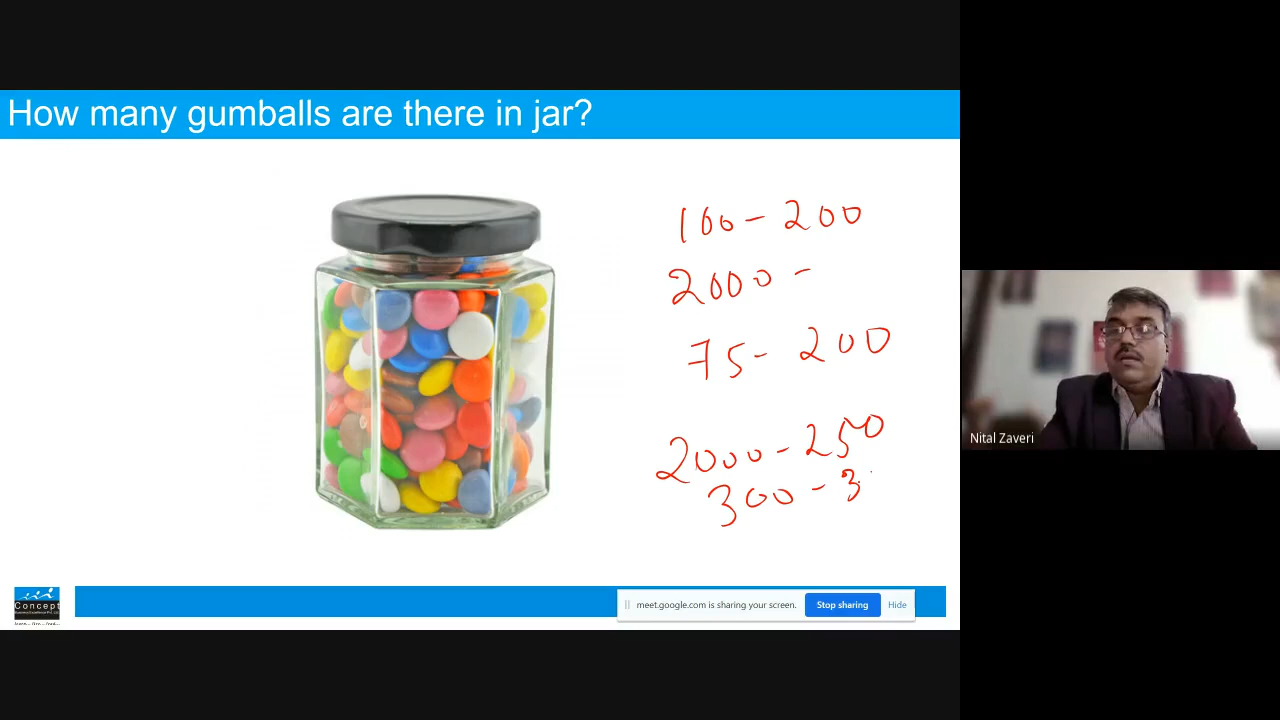 How many gumballs are there in jar?
100 - 200
2000 -
75 - 200
2000 - 250
300 - 3
Nital Zaveri
Concept
meet.google.com is sharing your screen.
Stop sharing
Hide